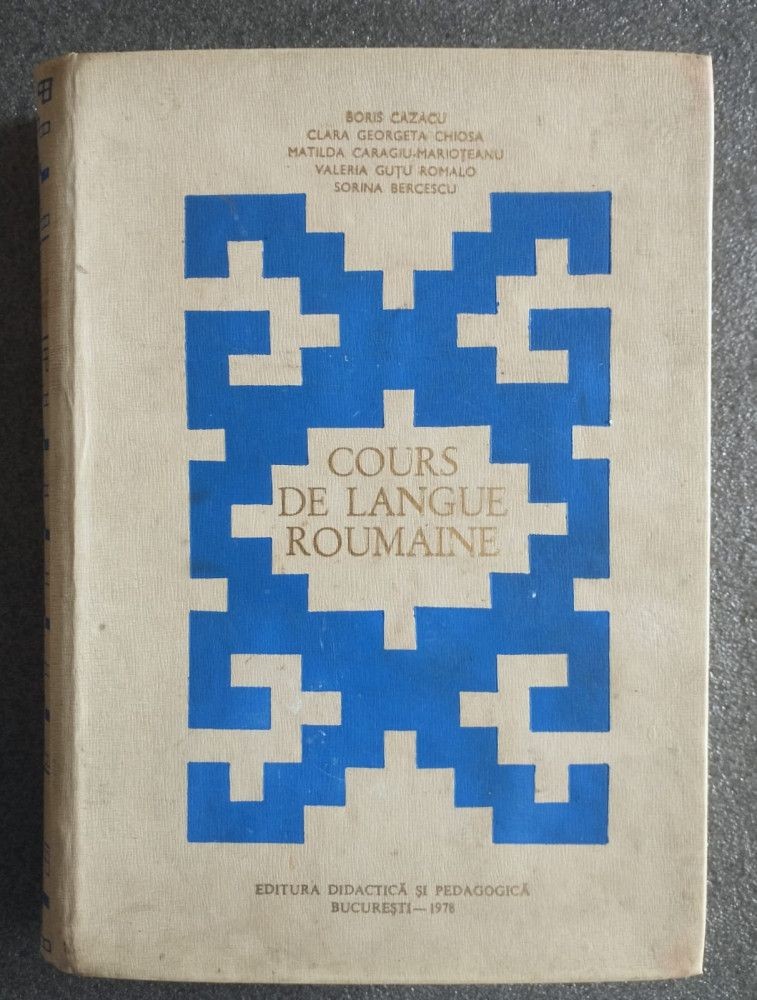 BORIS CAZACU
CLARA GEORGETA CHIOSA
MATILDA CARAGIU-MARIOȚEANU
VALERIA GUȚU ROMALO
SORINA BERCESCU
COURS
DE LANGUE
ROUMAINE
EDITURA DIDACTICĂ ȘI PEDAGOGICĂ
BUCUREȘTI—1978